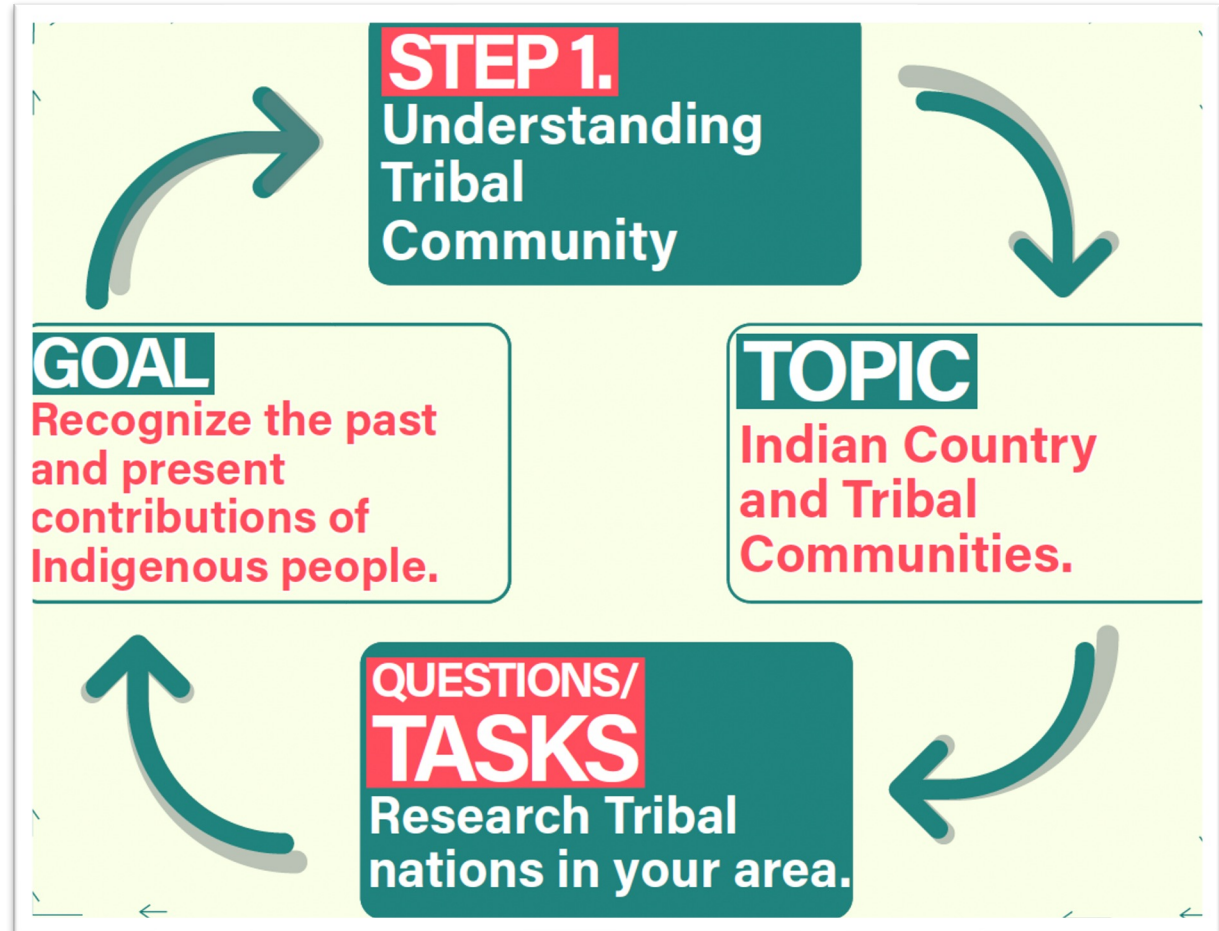 STEP 1.
Understanding
Tribal
Community
TOPIC
Indian Country
and Tribal
Communities.
QUESTIONS/
TASKS
Research Tribal
nations in your area.
GOAL
Recognize the past
and present
contributions of
Indigenous people.